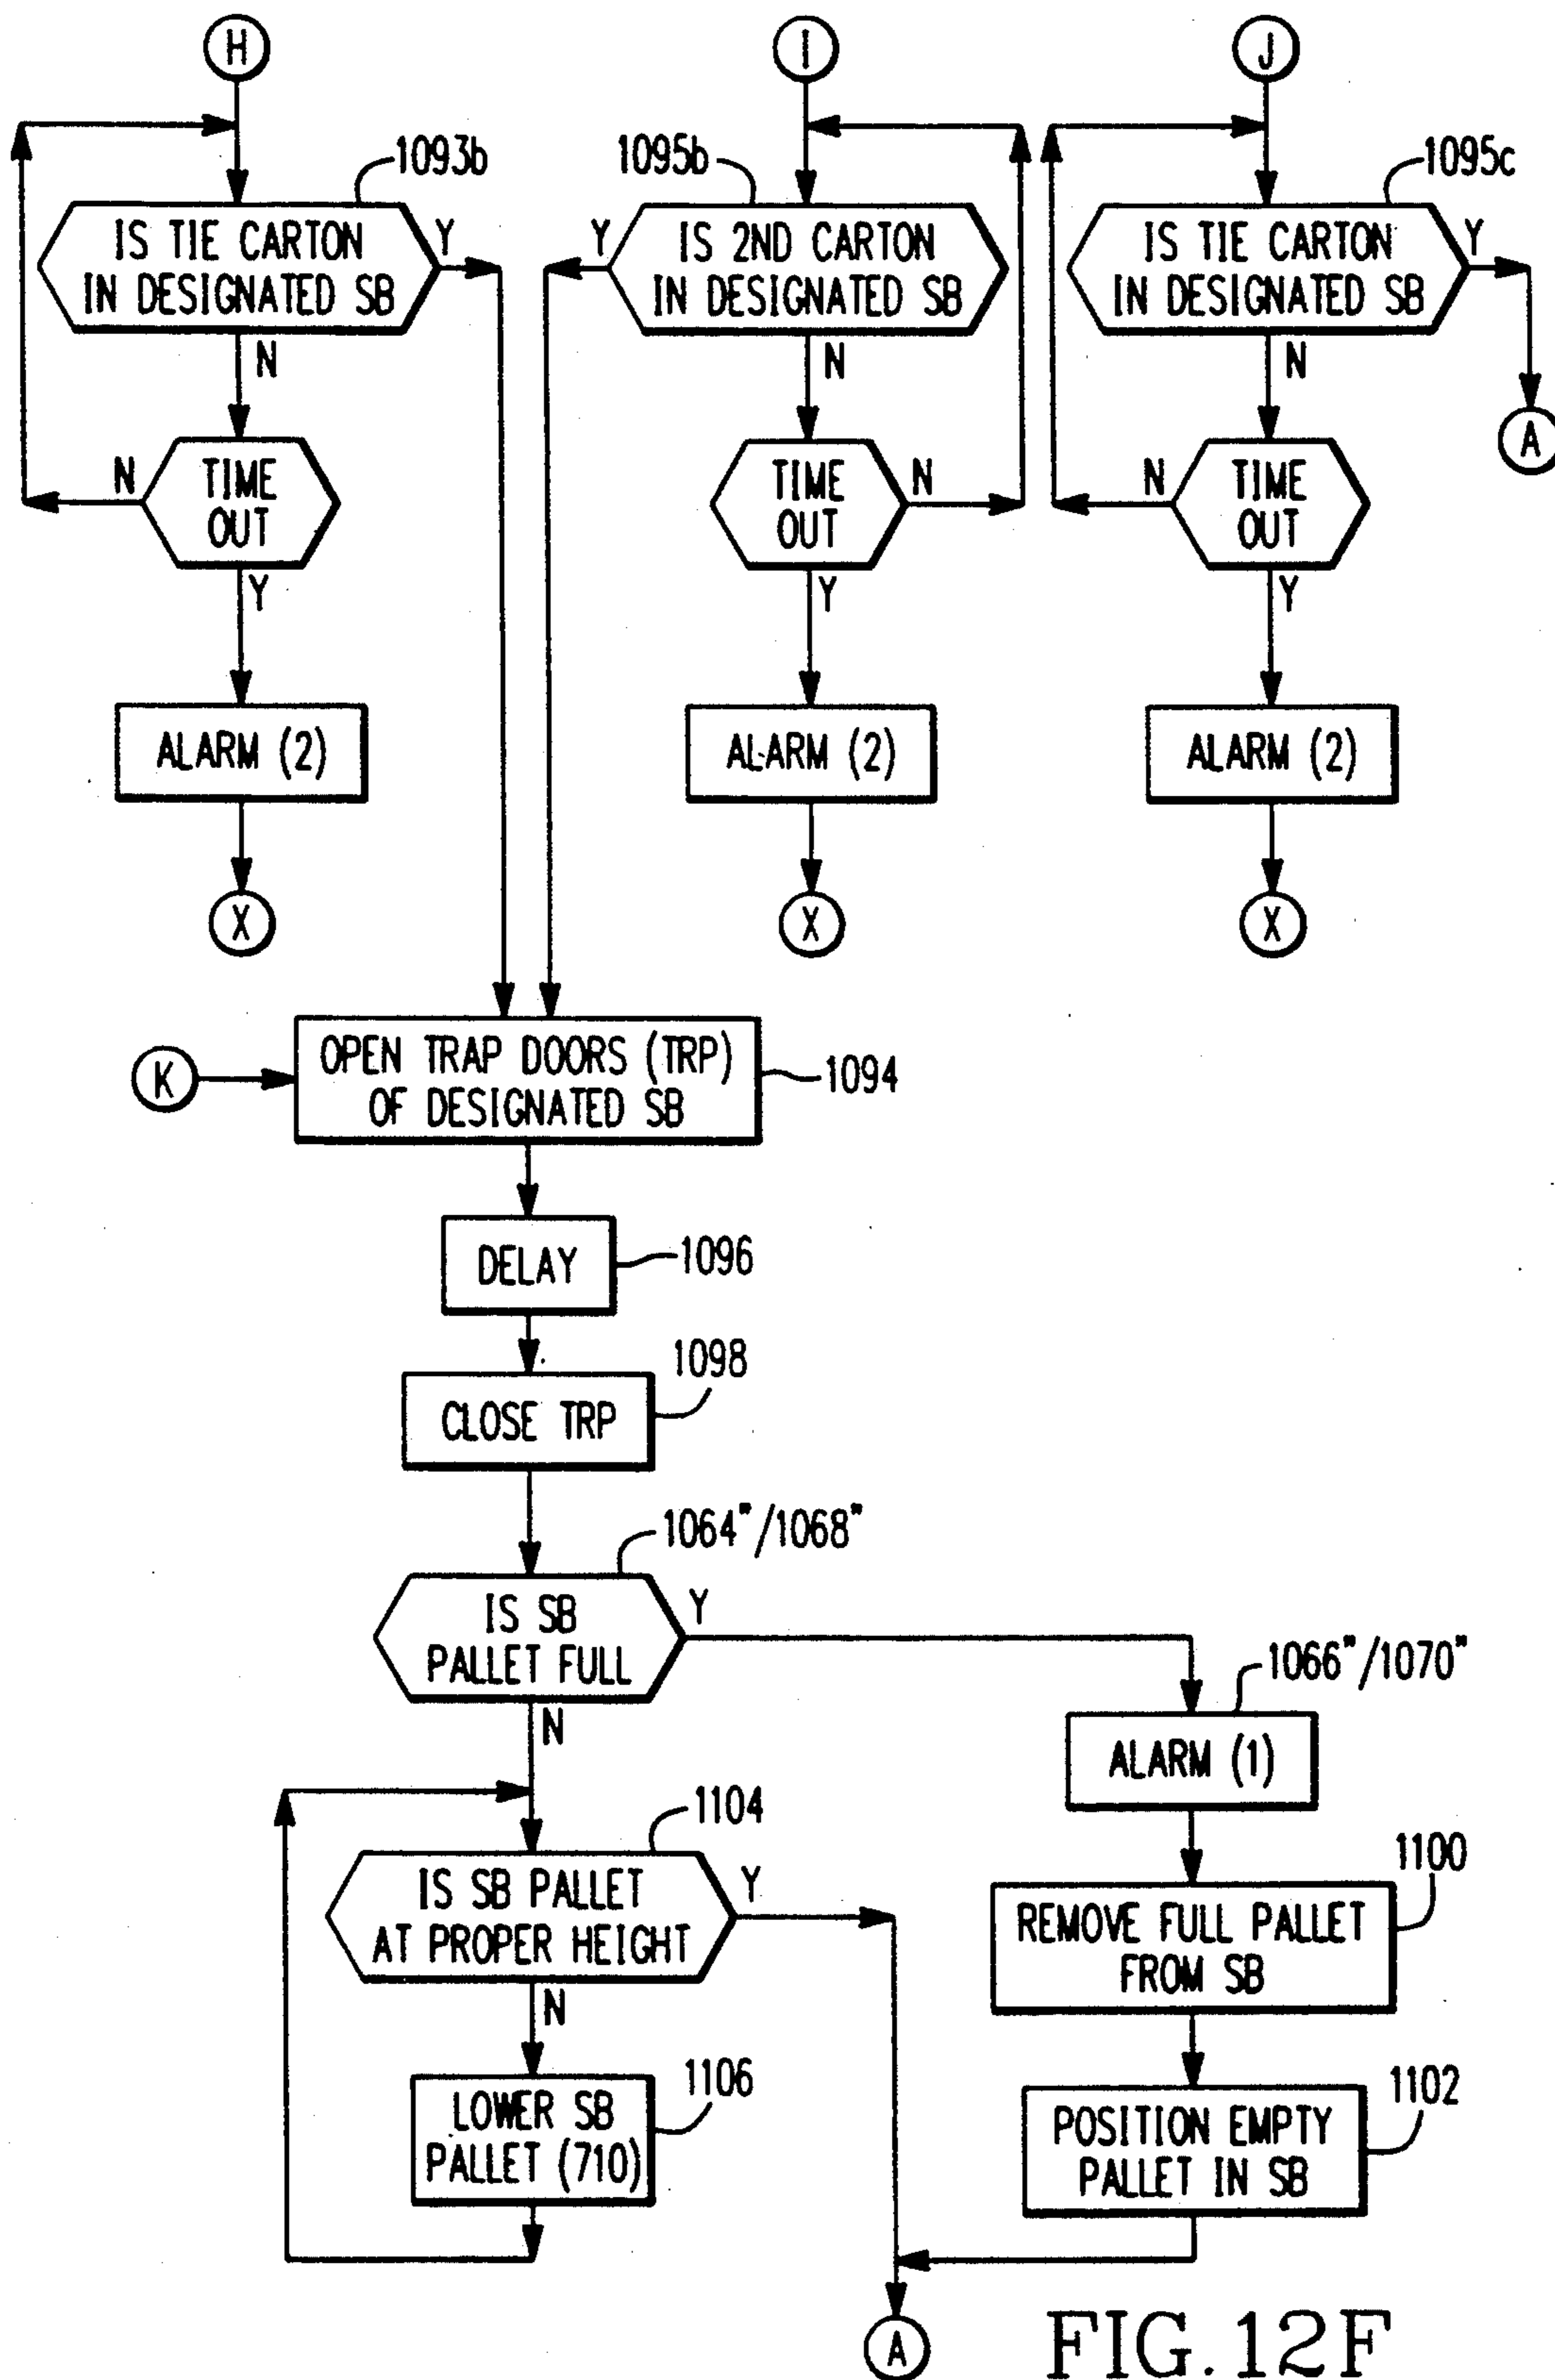 H
I
J
1093b
1095b
1095c
IS TIE CARTON
IN DESIGNATED SB
Y
N
Y
IS 2ND CARTON
IN DESIGNATED SB
N
IS TIE CARTON
IN DESIGNATED SB
Y
N
A
N
TIME
OUT
Y
TIME
OUT
N
Y
N
TIME
OUT
Y
ALARM (2)
ALARM (2)
ALARM (2)
X
X
X
K
OPEN TRAP DOORS (TRP)
OF DESIGNATED SB
1094
DELAY
1096
CLOSE TRP
1098
1064"/1068"
IS SB
PALLET FULL
Y
N
1066"/1070"
ALARM (1)
1104
IS SB PALLET
AT PROPER HEIGHT
Y
N
1100
REMOVE FULL PALLET
FROM SB
1106
LOWER SB
PALLET (710)
1102
POSITION EMPTY
PALLET IN SB
A
FIG. 12F